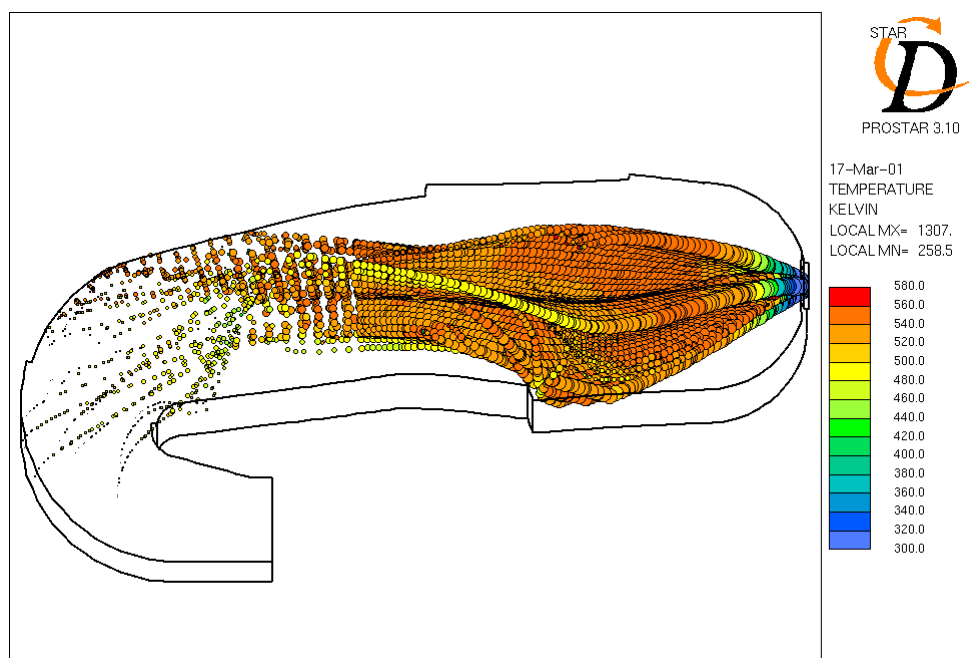 STAR
CD
PROSTAR 3.10
17-Mar-01
TEMPERATURE
KELVIN
LOCAL MX= 1307.
LOCAL MN= 258.5
580.0
560.0
540.0
520.0
500.0
480.0
460.0
440.0
420.0
400.0
380.0
360.0
340.0
320.0
300.0